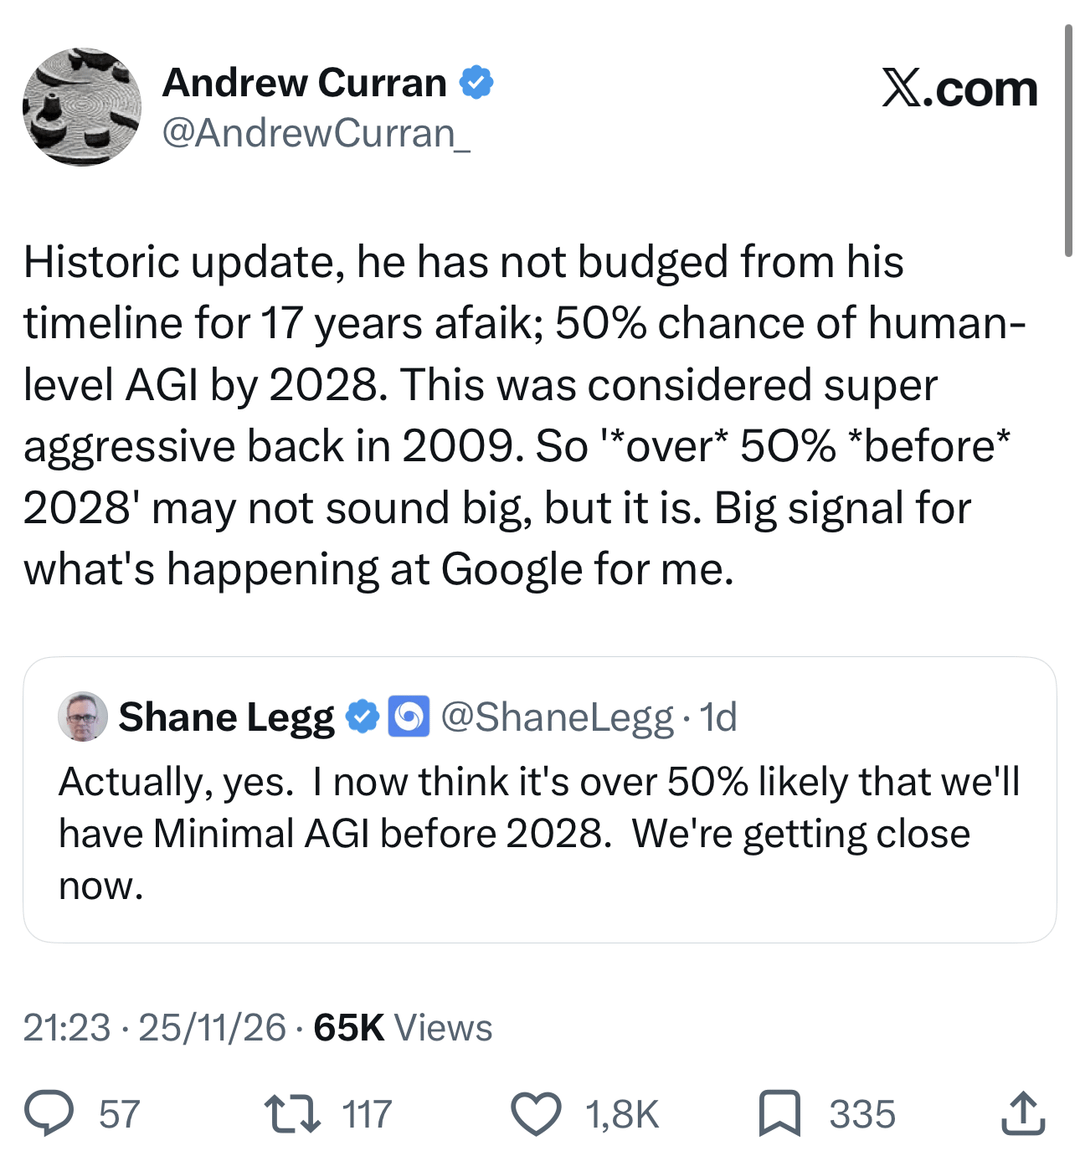 Andrew Curran
X.com
@AndrewCurran_
Historic update, he has not budged from his
timeline for 17 years afaik; 50% chance of human-
level AGI by 2028. This was considered super
aggressive back in 2009. So '*over* 5O% *before*
2028' may not sound big, but it is. Big signal for
what's happening at Google for me.
Shane Legg @ShaneLegg · 1d
Actually, yes.  I now think it's over 50% likely that we'll
have Minimal AGI before 2028.  We're getting close
now.
21:23 · 25/11/26 · 65K Views
57 117 1,8K 335